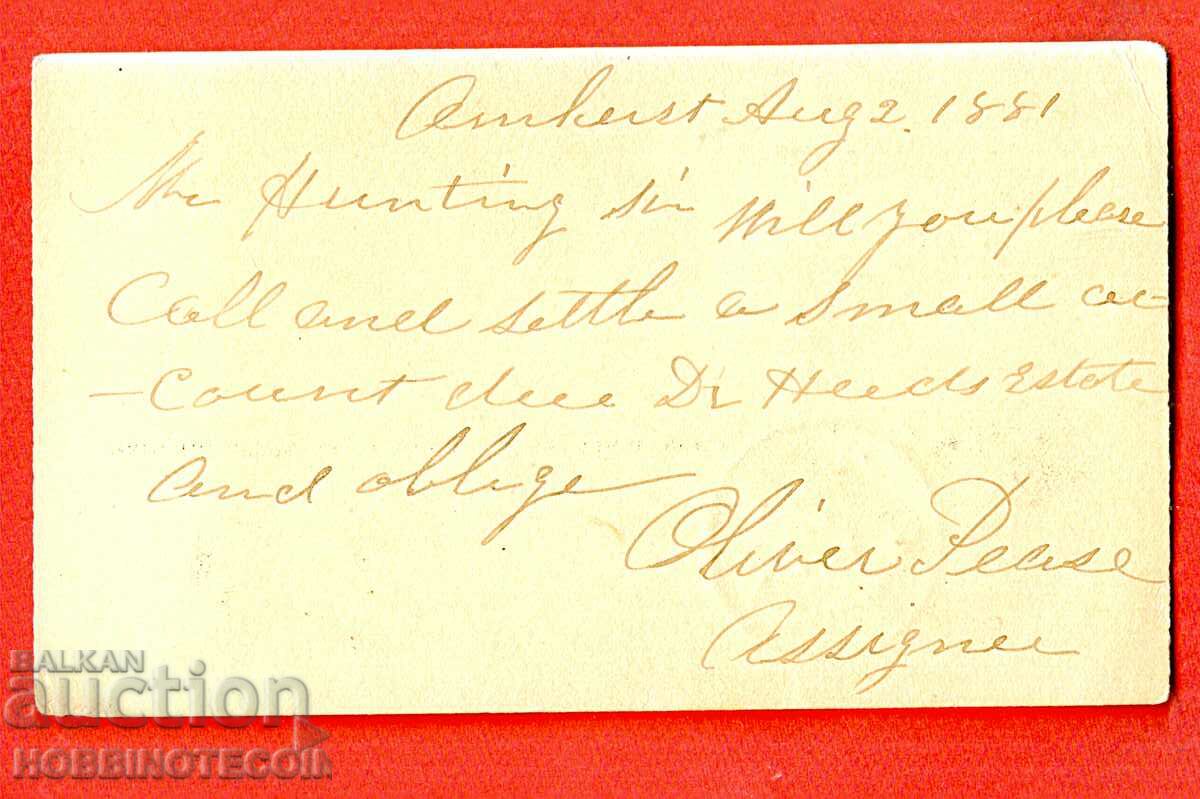 Amherst Aug 2. 1881
Mr Hunting sir Will you please
Call and settle a small ac-
-count due Dr Heeds Estate
and oblige
Oliver Pease
Assignee
BALKAN
auction
HOBBINOTECOIN